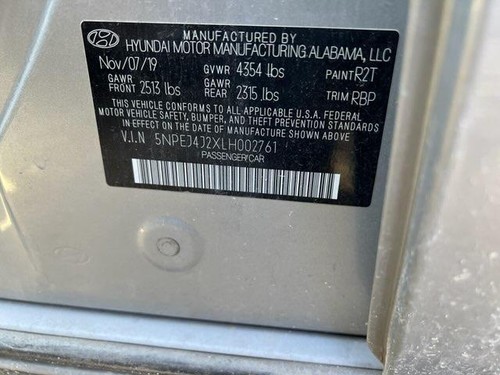 MANUFACTURED BY
HYUNDAI MOTOR MANUFACTURING ALABAMA, LLC
Nov/07/19 GVWR 4354 lbs PAINT R2T
GAWR FRONT 2513 lbs GAWR REAR 2315 lbs TRIM RBP
THIS VEHICLE CONFORMS TO ALL APPLICABLE U.S.A FEDERAL
MOTOR VEHICLE SAFETY, BUMPER, AND THEFT PREVENTION
STANDARDS IN EFFECT ON THE DATE OF MANUFACTURE SHOWN ABOVE.
V.I.N 5NPEJ4J2XLH002761
PASSENGER/CAR